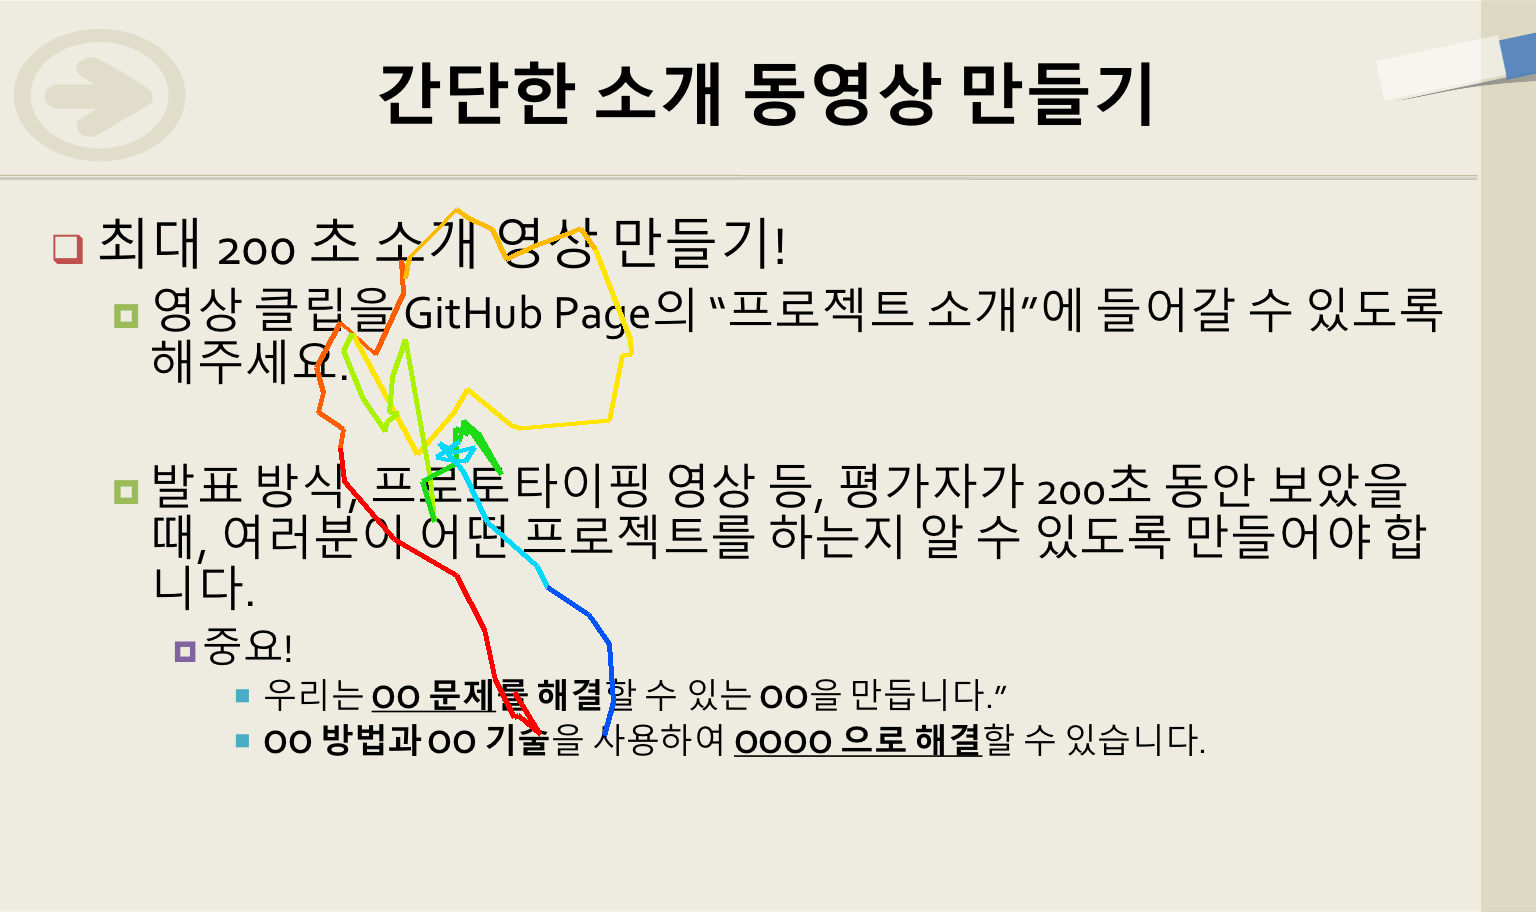 간단한 소개 동영상 만들기
최대 200 초 소개 영상 만들기!
영상 클립을 GitHub Page의 “프로젝트 소개”에 들어갈 수 있도록
해주세요.
발표 방식, 프로토타이핑 영상 등, 평가자가 200초 동안 보았을
때, 여러분이 어떤 프로젝트를 하는지 알 수 있도록 만들어야 합
니다.
중요!
우리는 OO 문제를 해결할 수 있는 OO을 만듭니다.”
OO 방법과 OO 기술을 사용하여 OOOO 으로 해결할 수 있습니다.